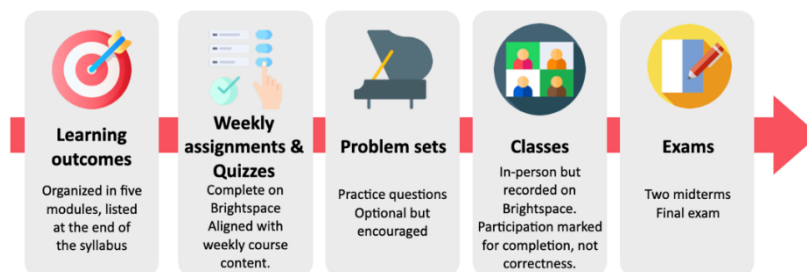 Learning
outcomes
Organized in five
modules, listed
at the end of
the syllabus
Weekly
assignments &
Quizzes
Complete on
Brightspace
Aligned with
weekly course
content.
Problem sets
Practice questions
Optional but
encouraged
Classes
In-person but
recorded on
Brightspace.
Participation marked
for completion, not
correctness.
Exams
Two midterms
Final exam